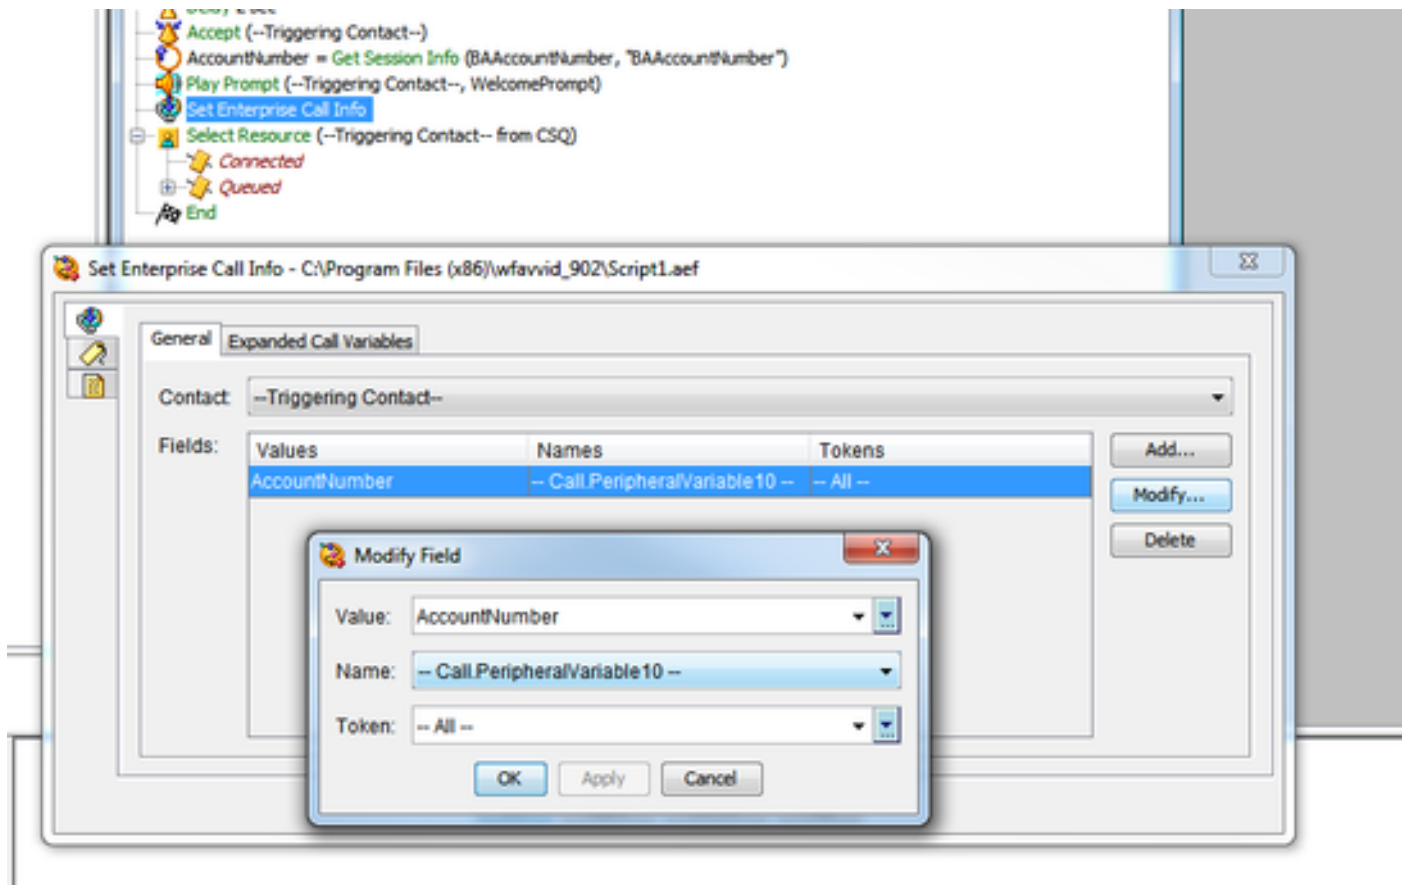 Delay 2 sec
Accept (--Triggering Contact--)
AccountNumber = Get Session Info (BAAccountNumber, "BAAccountNumber")
Play Prompt (--Triggering Contact--, WelcomePrompt)
Set Enterprise Call Info
Select Resource (--Triggering Contact-- from CSQ)
Connected
Queued
End
Set Enterprise Call Info - C:\Program Files (x86)\wfavvid_902\Script1.aef
General Expanded Call Variables
Contact: --Triggering Contact--
Fields: Values Names Tokens Add...
AccountNumber -- Call.PeripheralVariable10 -- -- All --
Modify...
Delete
Modify Field
Value: AccountNumber
Name: -- Call.PeripheralVariable10 --
Token: -- All --
OK Apply Cancel